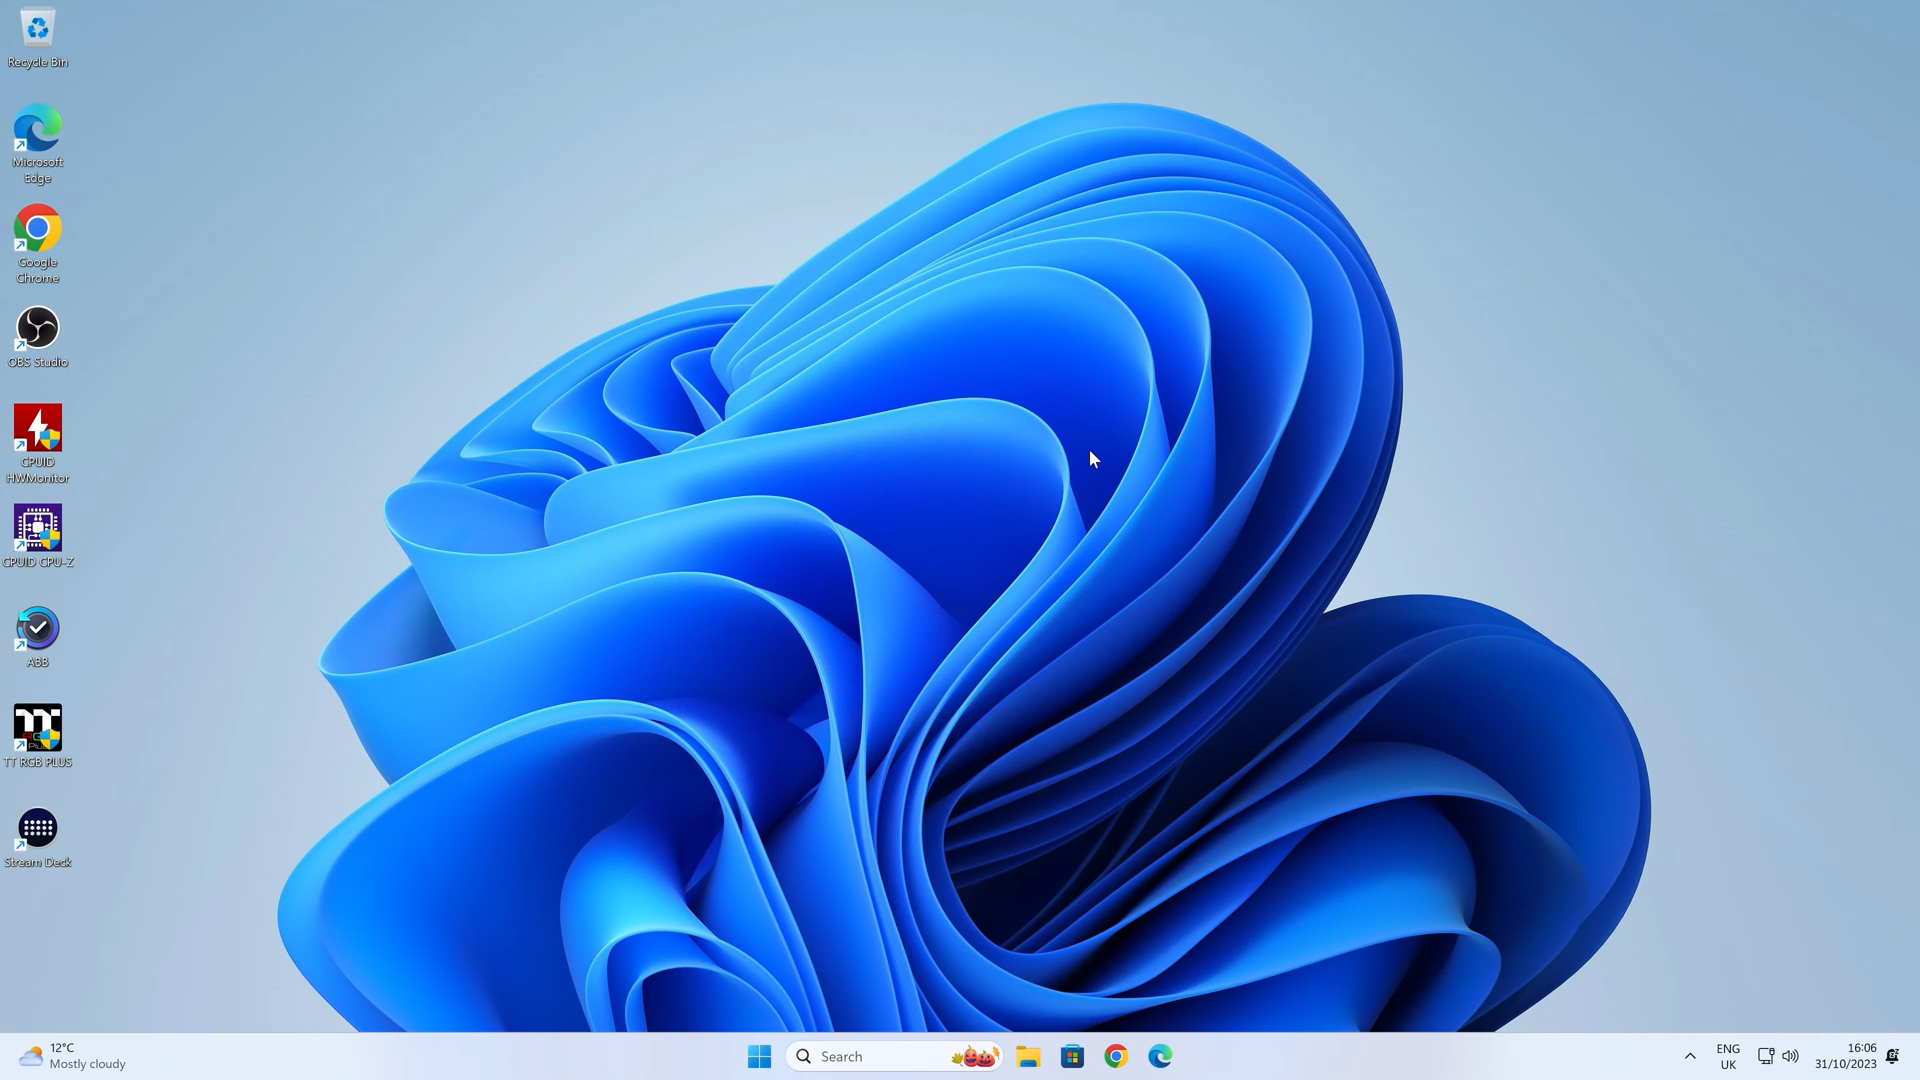 Recycle Bin
Microsoft
Edge
Google
Chrome
OBS Studio
CPUID
HWMonitor
CPUID CPU-Z
ABB
TT RGB PLUS
Stream Deck
12°C
Mostly cloudy
Search
ENG
UK
16:06
31/10/2023